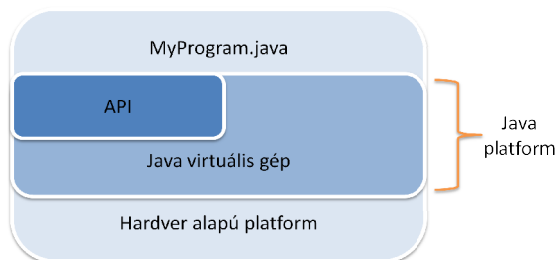 MyProgram.java
API
Java virtuális gép
Hardver alapú platform
Java
platform